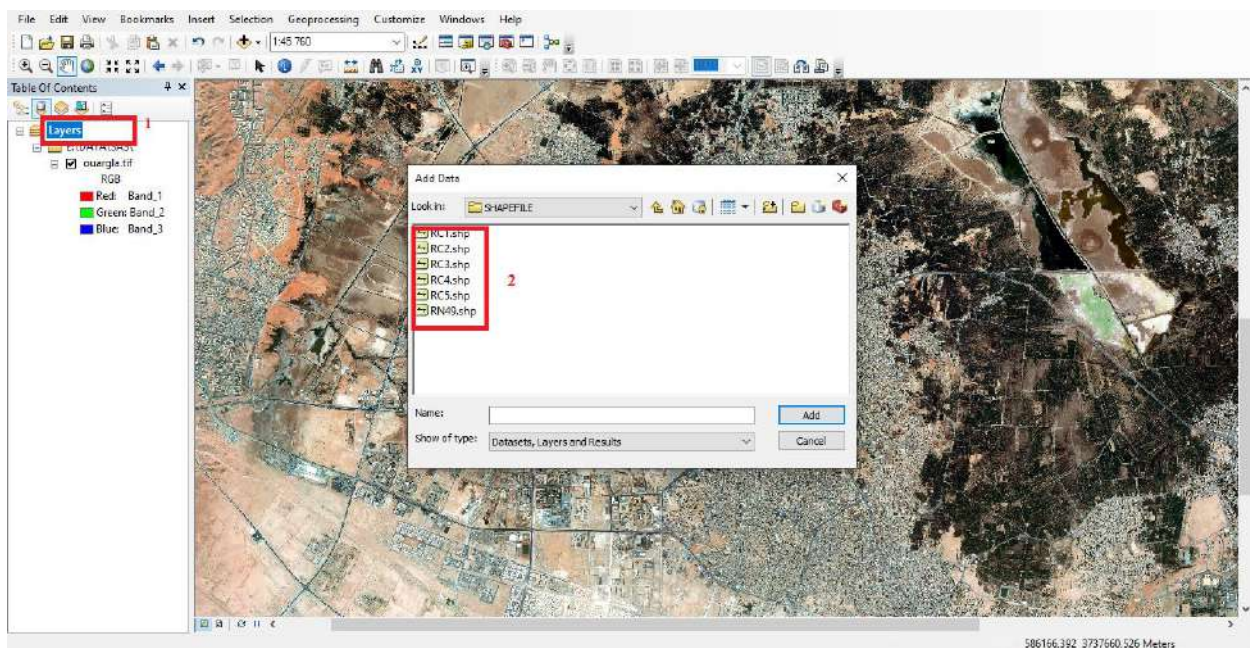 File Edit View Bookmarks Insert Selection Geoprocessing Customize Windows Help
1:45 760
Table Of Contents
1
Layers
ouargla.tif
RGB
Red: Band_1
Green: Band_2
Blue: Band_3
Add Data
Look in: SHAPEFILE
RC1.shp
RC2.shp
RC3.shp
RC4.shp
RC5.shp
RN49.shp
2
Name:
Add
Show of type: Datasets, Layers and Results
Cancel
586166,392 3737660,526 Meters